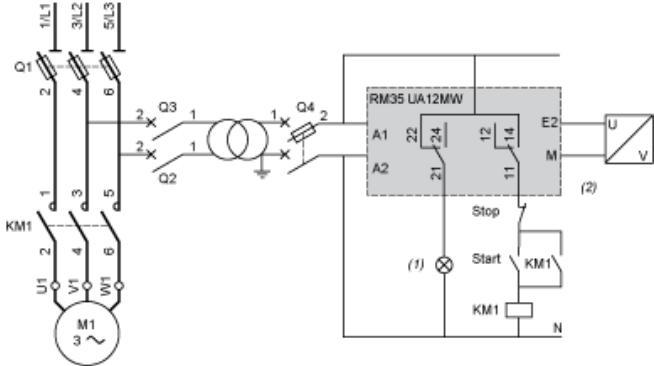 1/L1 3/L2 5/L3
Q1
2 4 6
2 Q3 1 1 Q4 2
2 Q2 1
RM35 UA12MW
A1 22 24 12 14 E2 U
A2 21 11 M V
(2)
1 3 5
KM1
2 4 6
Stop
(1) Start KM1
U1 V1 W1
KM1
M1
3
N